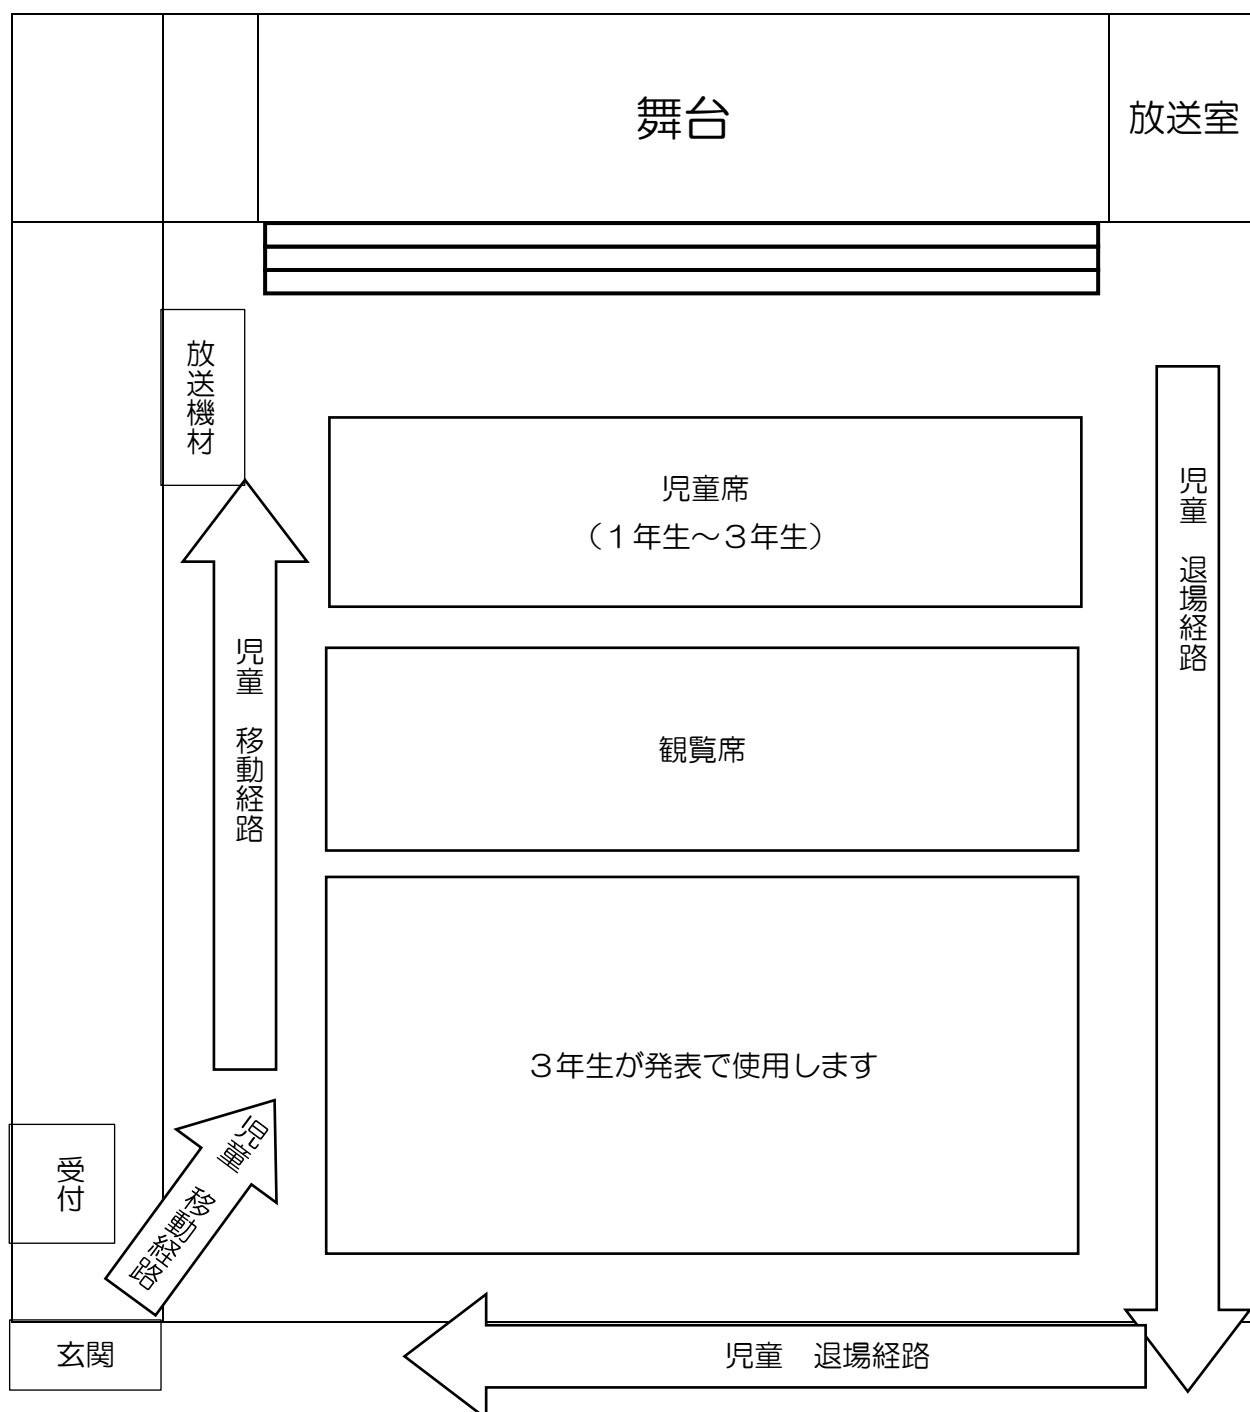 舞台
放送室
放送機材
児童席
（１年生～３年生）
児童　退場経路
児童　移動経路
観覧席
３年生が発表で使用します
児童　移動経路
受付
玄関
児童　退場経路